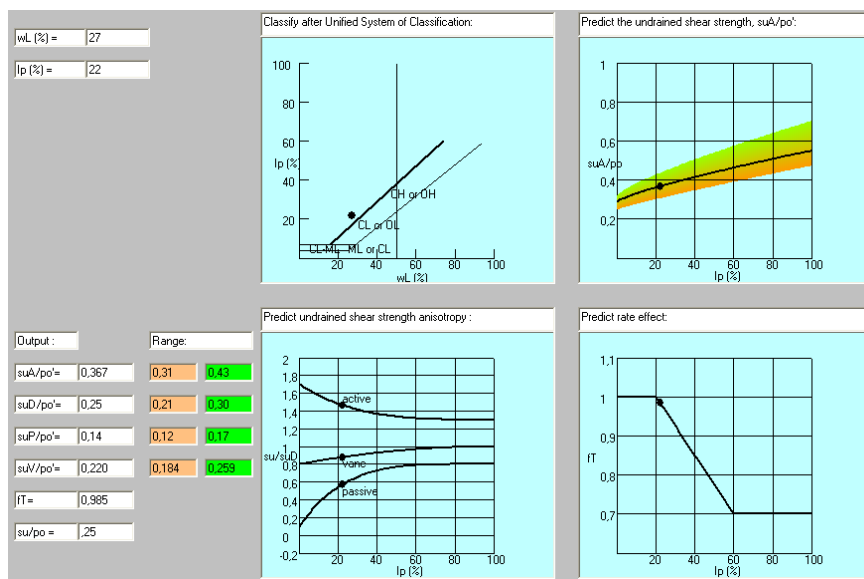 wL (%) = 27
Ip (%) = 22
Classify after Unified System of Classification:
100
80
60
Ip (%)
40
20
CH or OH
CL or OL
CL-ML ML or CL
20 40 60 80 100
wL (%)
Predict the undrained shear strength, suA/po':
1
0,8
0,6
suA/po
0,4
0,2
20 40 60 80 100
Ip (%)
Output : Range:
suA/po'= 0,367 0,31 0,43
suD/po'= 0,25 0,21 0,30
suP/po'= 0,14 0,12 0,17
suV/po'= 0,220 0,184 0,259
fT= 0,985
su/po = ,25
Predict undrained shear strength anisotropy :
2
1,8
1,6
1,4
1,2
1
su/suD
0,8
0,6
0,4
0,2
0
-0,2
active
vane
passive
20 40 60 80 100
Ip (%)
Predict rate effect:
1,1
1
0,9
fT
0,8
0,7
20 40 60 80 100
Ip (%)